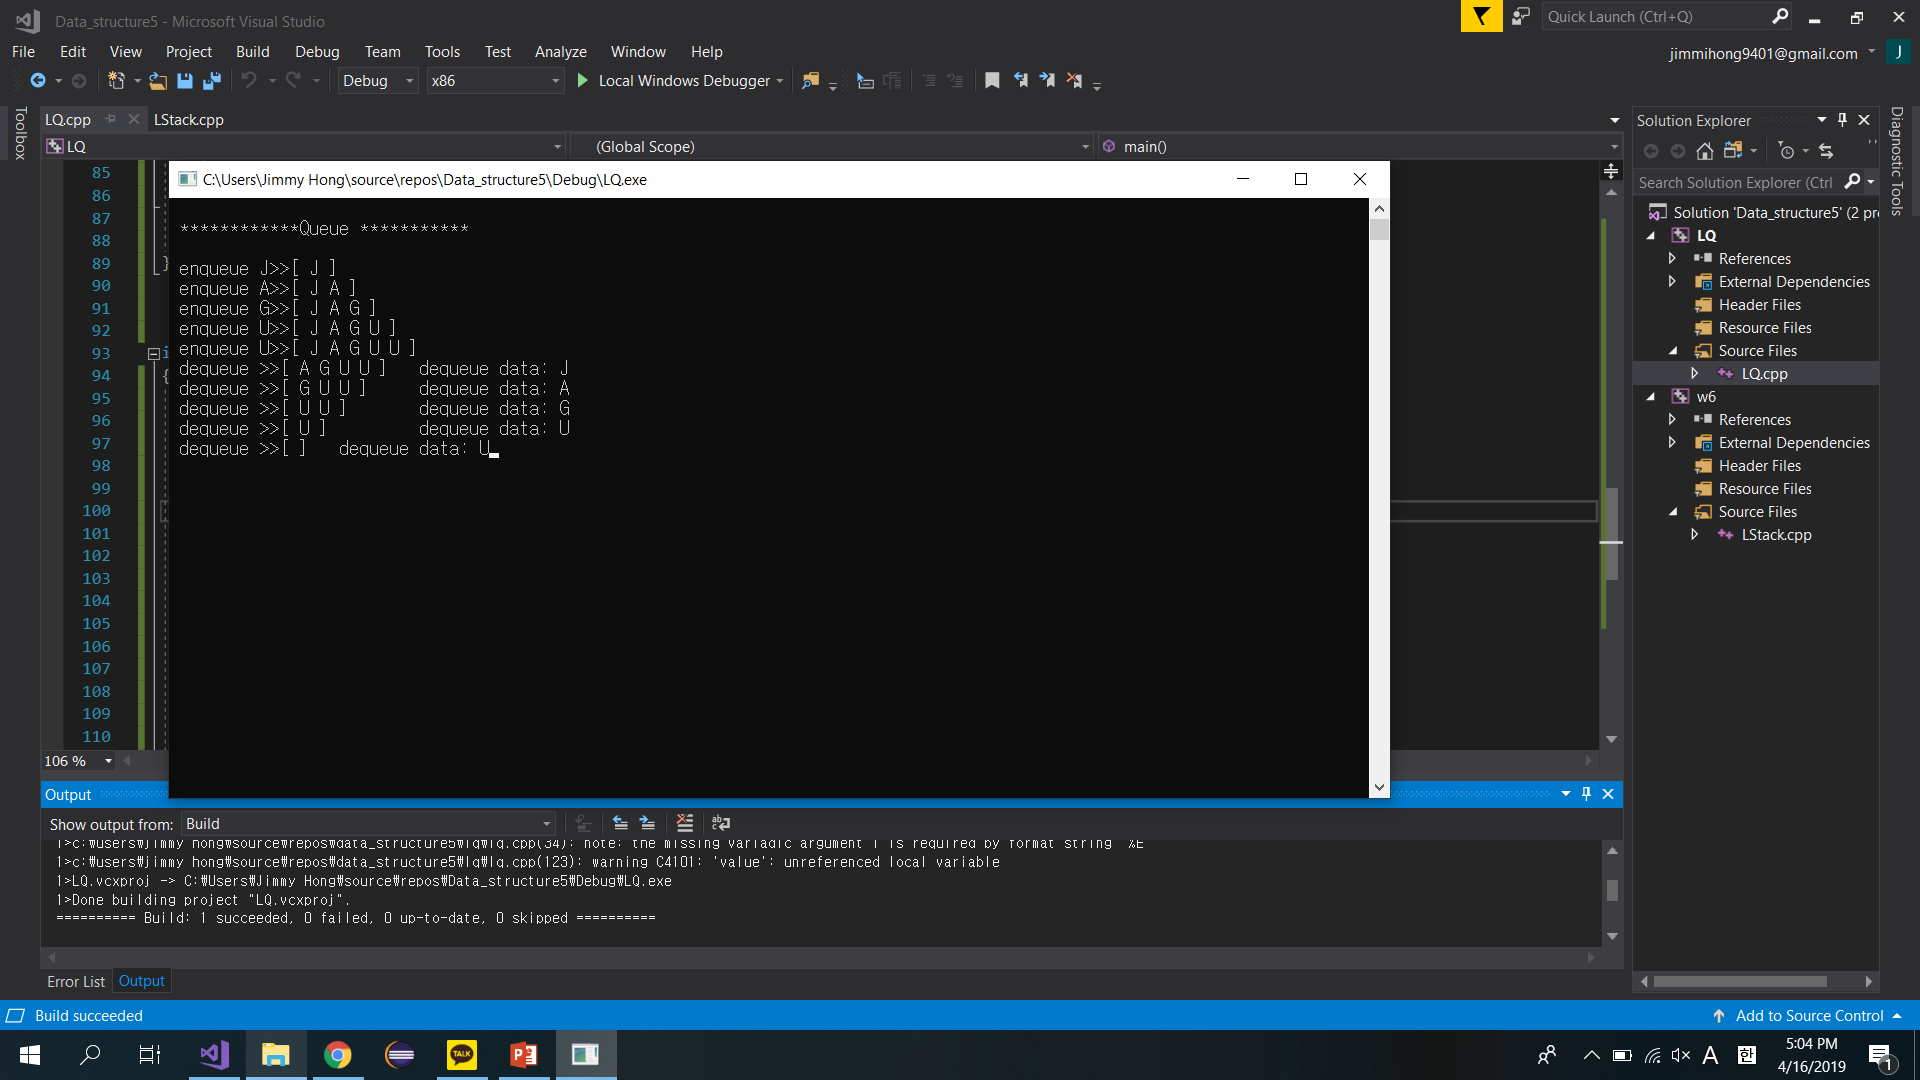 Data_structure5 - Microsoft Visual Studio
Quick Launch (Ctrl+Q)
File Edit View Project Build Debug Team Tools Test Analyze Window Help
jimmihong9401@gmail.com J
Debug x86 Local Windows Debugger
Toolbox
LQ.cpp LStack.cpp
LQ (Global Scope) main()
85
86
87
88
89 }
90
91
92
93
94 {
95
96
97
98
99
100
101
102
103
104
105
106
107
108
109
110
C:\Users\Jimmy Hong\source\repos\Data_structure5\Debug\LQ.exe
************Queue ***********
enqueue J>>[ J ]
enqueue A>>[ J A ]
enqueue G>>[ J A G ]
enqueue U>>[ J A G U ]
enqueue U>>[ J A G U U ]
dequeue >>[ A G U U ] dequeue data: J
dequeue >>[ G U U ] dequeue data: A
dequeue >>[ U U ] dequeue data: G
dequeue >>[ U ] dequeue data: U
dequeue >>[ ] dequeue data: U
106 %
Output
Show output from: Build
1>c:₩users₩jimmy hong₩source₩repos₩data_structure5₩lq₩lq.cpp(34): note: the missing variadic argument 1 is required by format string '%c'
1>c:₩users₩jimmy hong₩source₩repos₩data_structure5₩lq₩lq.cpp(123): warning C4101: 'value': unreferenced local variable
1>LQ.vcxproj -> C:₩Users₩Jimmy Hong₩source₩repos₩Data_structure5₩Debug₩LQ.exe
1>Done building project "LQ.vcxproj".
========== Build: 1 succeeded, 0 failed, 0 up-to-date, 0 skipped ==========
Error List Output
Build succeeded
Add to Source Control
Solution Explorer
Search Solution Explorer (Ctrl
Solution 'Data_structure5' (2 pr
LQ
References
External Dependencies
Header Files
Resource Files
Source Files
LQ.cpp
w6
References
External Dependencies
Header Files
Resource Files
Source Files
LStack.cpp
Diagnostic Tools
TALK
P
A 한
5:04 PM
4/16/2019
1